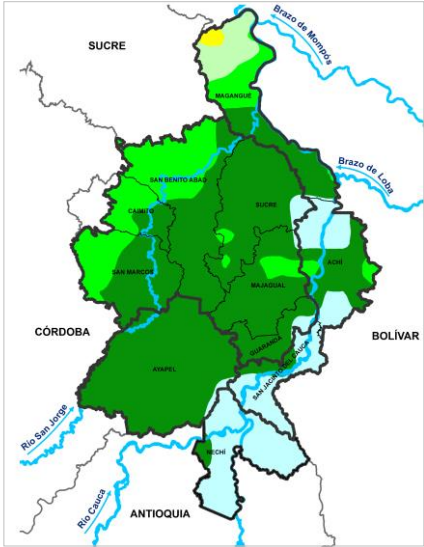 Brazo de Mompós
SUCRE
MAGANGUÉ
Brazo de Loba
SAN BENITO ABAD
SUCRE
CAIMITO
ACHÍ
SAN MARCOS
MAJAGUAL
CÓRDOBA
BOLÍVAR
GUARANDA
AYAPEL
SAN JACINTO DEL CAUCA
Río San Jorge
NECHÍ
Río Cauca
ANTIOQUIA